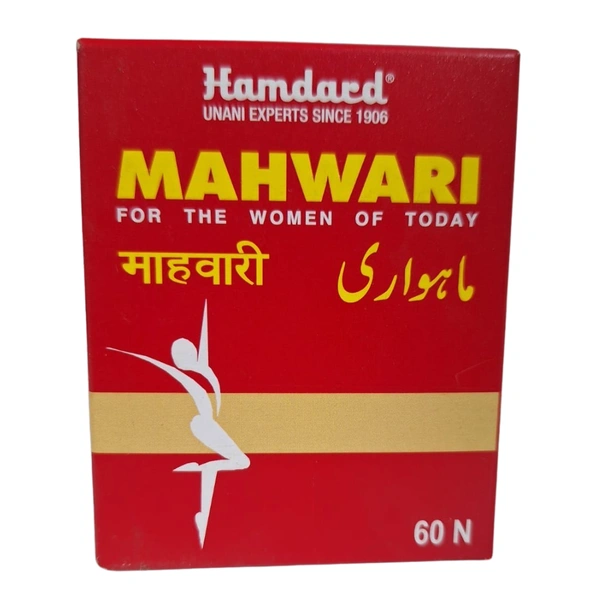 Hamdard®
UNANI EXPERTS SINCE 1906
MAHWARI
FOR THE WOMEN OF TODAY
माहवारी ماہواری
60 N